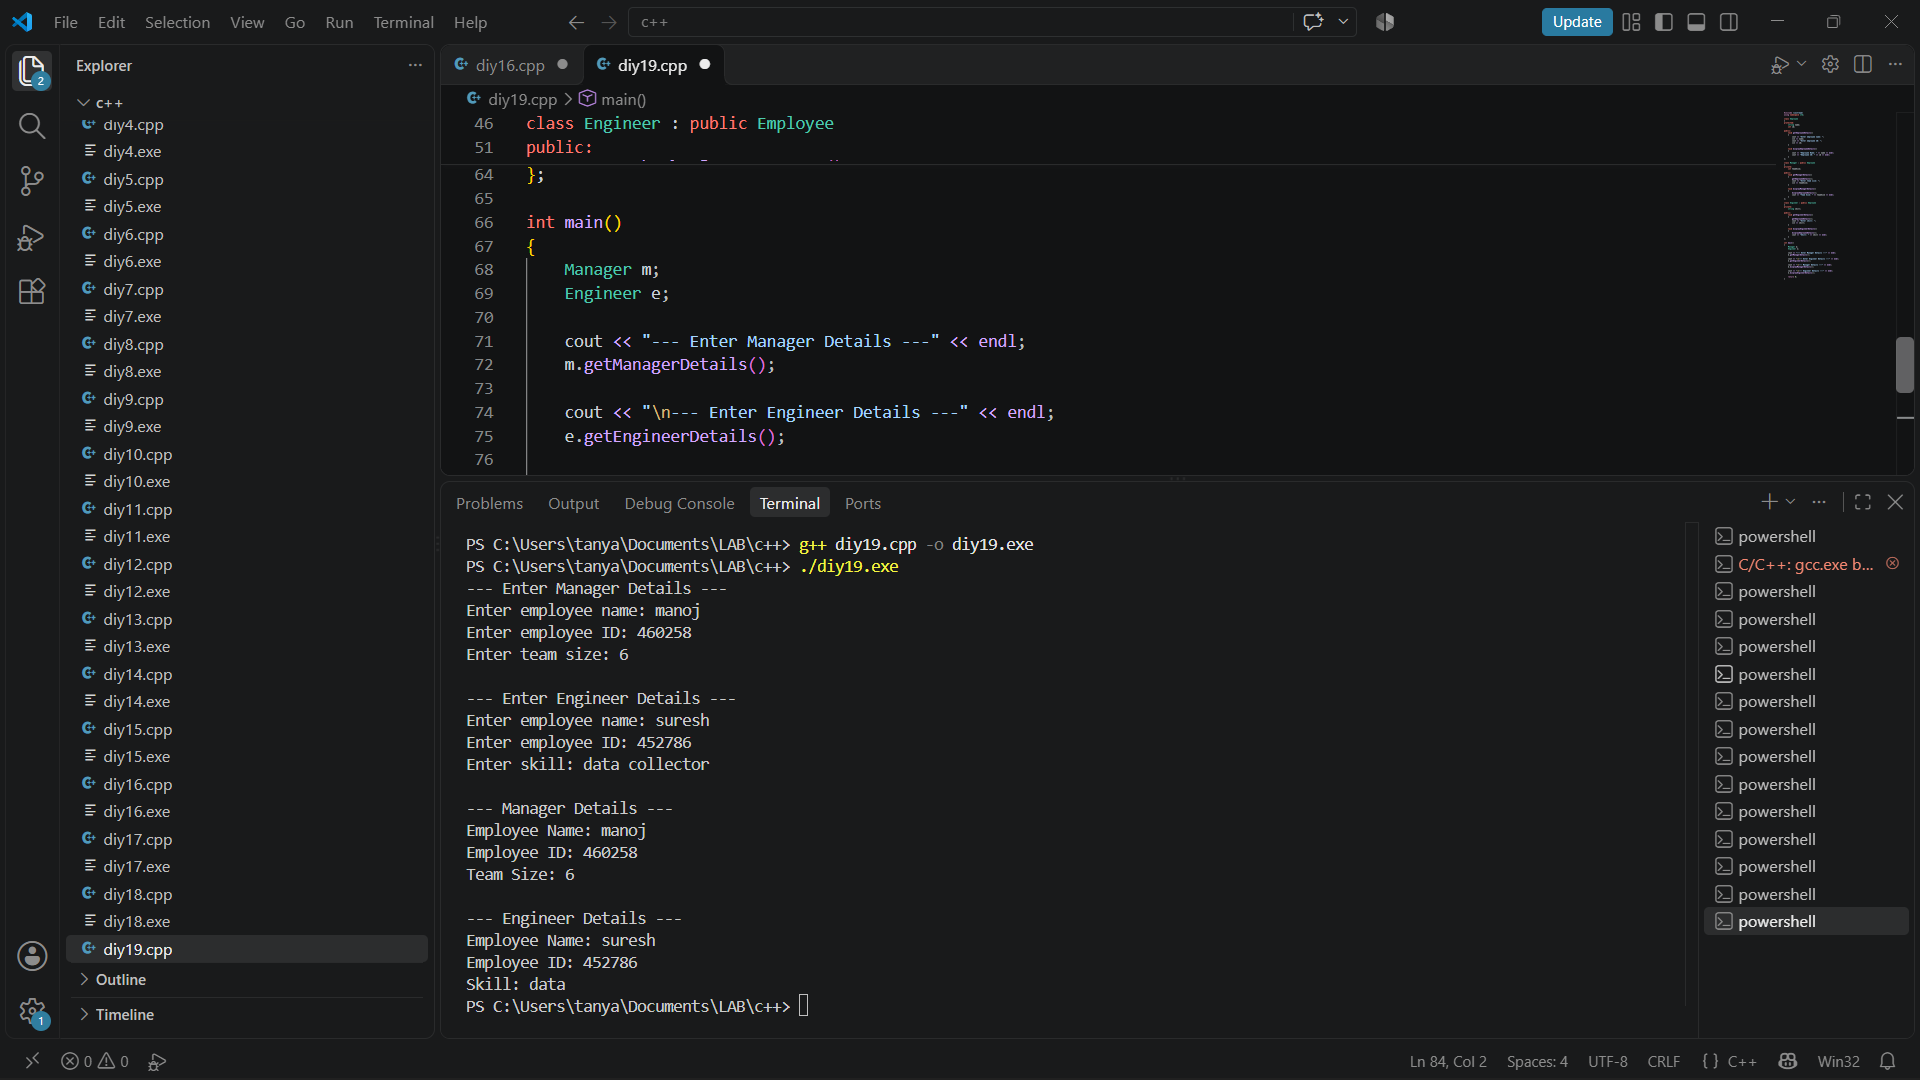 File Edit Selection View Go Run Terminal Help
c++
Update
2
Explorer
c++
diy4.cpp
diy4.exe
diy5.cpp
diy5.exe
diy6.cpp
diy6.exe
diy7.cpp
diy7.exe
diy8.cpp
diy8.exe
diy9.cpp
diy9.exe
diy10.cpp
diy10.exe
diy11.cpp
diy11.exe
diy12.cpp
diy12.exe
diy13.cpp
diy13.exe
diy14.cpp
diy14.exe
diy15.cpp
diy15.exe
diy16.cpp
diy16.exe
diy17.cpp
diy17.exe
diy18.cpp
diy18.exe
diy19.cpp
Outline
Timeline
1
diy16.cpp diy19.cpp
diy19.cpp > main()
46 class Engineer : public Employee
51 public:
64 };
65
66 int main()
67 {
68 Manager m;
69 Engineer e;
70
71 cout << "--- Enter Manager Details ---" << endl;
72 m.getManagerDetails();
73
74 cout << "\n--- Enter Engineer Details ---" << endl;
75 e.getEngineerDetails();
76
Problems Output Debug Console Terminal Ports
PS C:\Users\tanya\Documents\LAB\c++> g++ diy19.cpp -o diy19.exe
PS C:\Users\tanya\Documents\LAB\c++> ./diy19.exe
--- Enter Manager Details ---
Enter employee name: manoj
Enter employee ID: 460258
Enter team size: 6
--- Enter Engineer Details ---
Enter employee name: suresh
Enter employee ID: 452786
Enter skill: data collector
--- Manager Details ---
Employee Name: manoj
Employee ID: 460258
Team Size: 6
--- Engineer Details ---
Employee Name: suresh
Employee ID: 452786
Skill: data
PS C:\Users\tanya\Documents\LAB\c++>
powershell
C/C++: gcc.exe b...
powershell
powershell
powershell
powershell
powershell
powershell
powershell
powershell
powershell
powershell
powershell
powershell
powershell
0 0
Ln 84, Col 2 Spaces: 4 UTF-8 CRLF {} C++ Win32